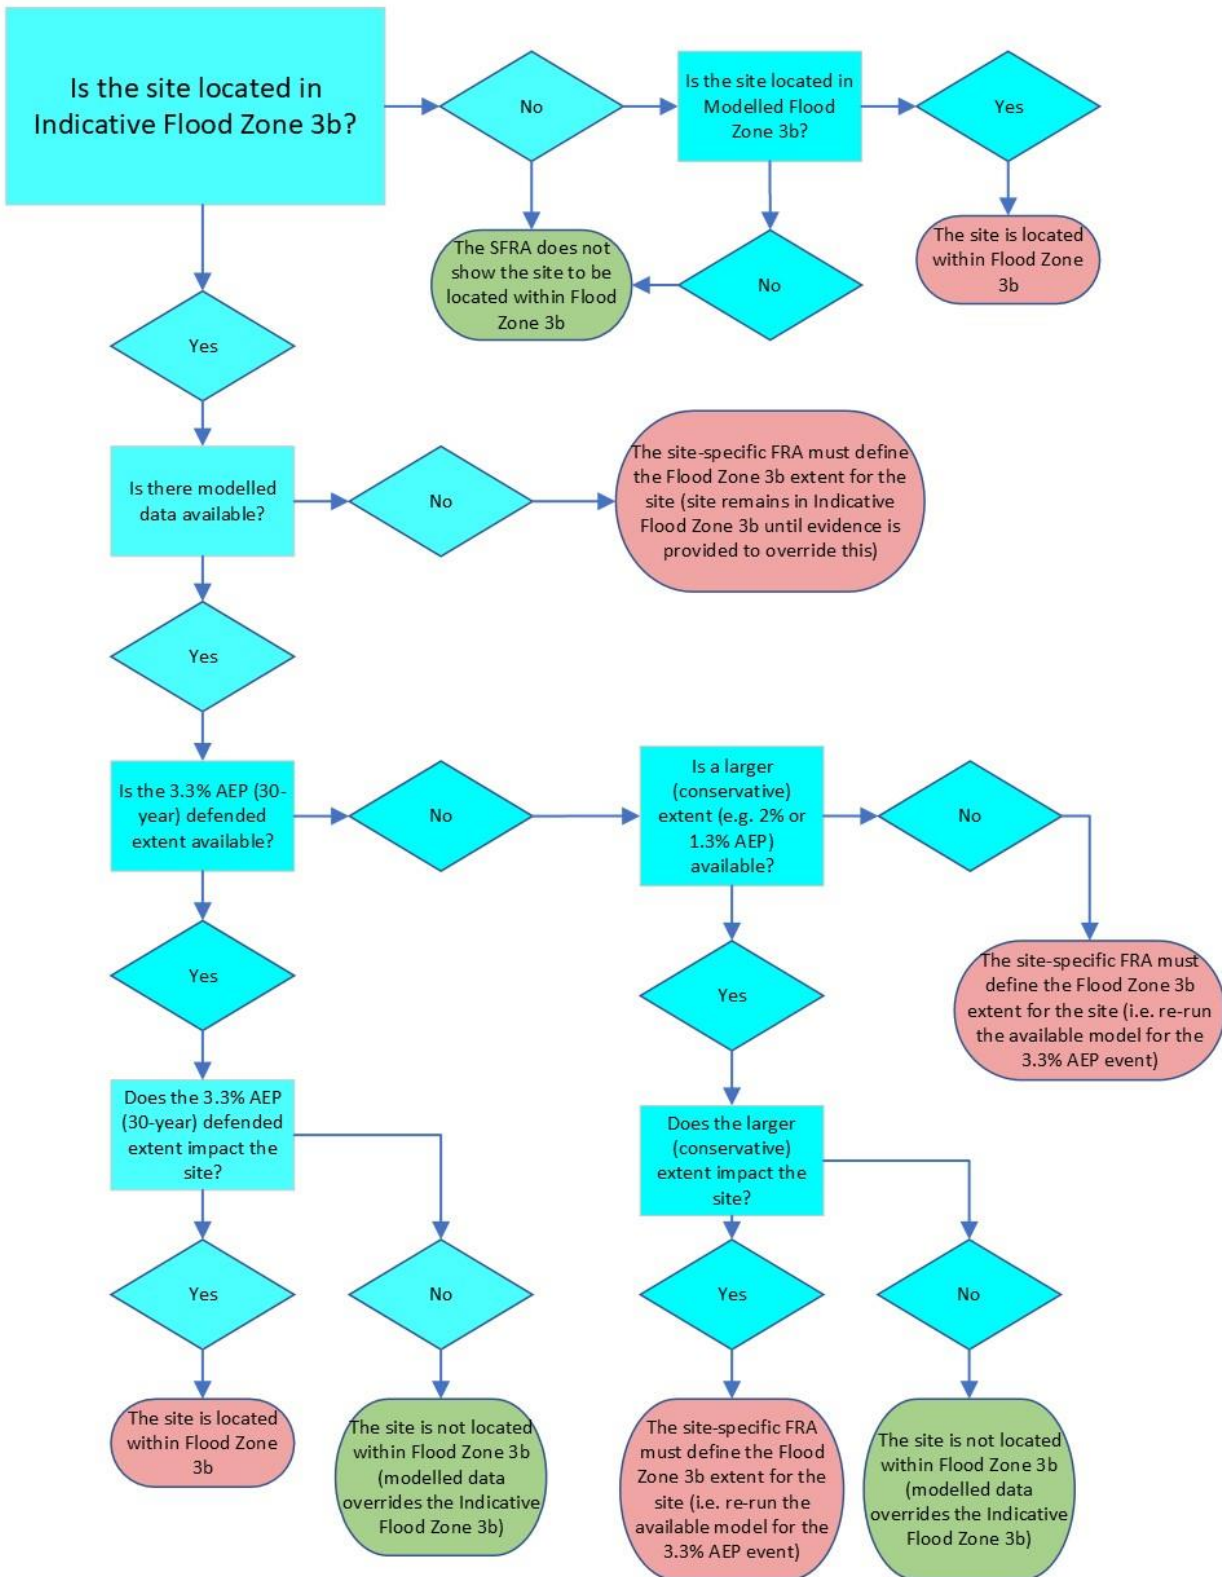 Is the site located in
Indicative Flood Zone 3b?
No
Is the site located in
Modelled Flood
Zone 3b?
Yes
The SFRA does not
show the site to be
located within Flood
Zone 3b
No
The site is located
within Flood Zone
3b
Yes
Is there modelled
data available?
No
The site-specific FRA must define
the Flood Zone 3b extent for the
site (site remains in Indicative
Flood Zone 3b until evidence is
provided to override this)
Yes
Is the 3.3% AEP (30-
year) defended
extent available?
No
Is a larger
(conservative)
extent (e.g. 2% or
1.3% AEP)
available?
No
Yes
Yes
The site-specific FRA must
define the Flood Zone 3b
extent for the site (i.e. re-run
the available model for the
3.3% AEP event)
Does the 3.3% AEP
(30-year) defended
extent impact the
site?
Does the larger
(conservative)
extent impact the
site?
Yes
No
Yes
No
The site is located
within Flood Zone
3b
The site is not located
within Flood Zone 3b
(modelled data
overrides the Indicative
Flood Zone 3b)
The site-specific FRA
must define the Flood
Zone 3b extent for
the site (i.e. re-run the
available model for the
3.3% AEP event)
The site is not located
within Flood Zone 3b
(modelled data
overrides the Indicative
Flood Zone 3b)